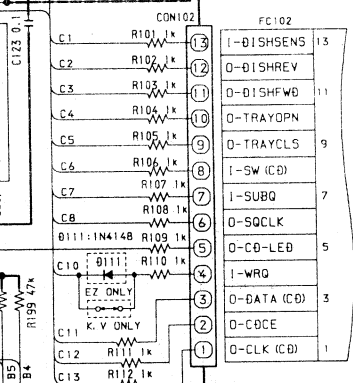 CON102
FC102
C123 0.1
C1 R101 1k 13 I-DISHSENS 13
C2 R102 1k 12 O-DISHREV
C3 R103 1k 11 O-DISHFWD 11
C4 R104 1k 10 O-TRAYOPN
C5 R105 1k 9 O-TRAYCLS 9
C6 R106 1k 8 I-SW (CD)
C7 R107 1k 7 I-SUBQ 7
C8 R108 1k 6 O-SQCLK
D111:1N4148 R109 1k 5 O-CD-LED 5
C10 D111 R110 1k 4 I-WRQ
EZ ONLY
3 O-DATA (CD) 3
K.V ONLY
C11
2 O-CDCE
C12 R111 1k
1 O-CLK (CD) 1
C13 R112 1k
R199 47k
B5
B4